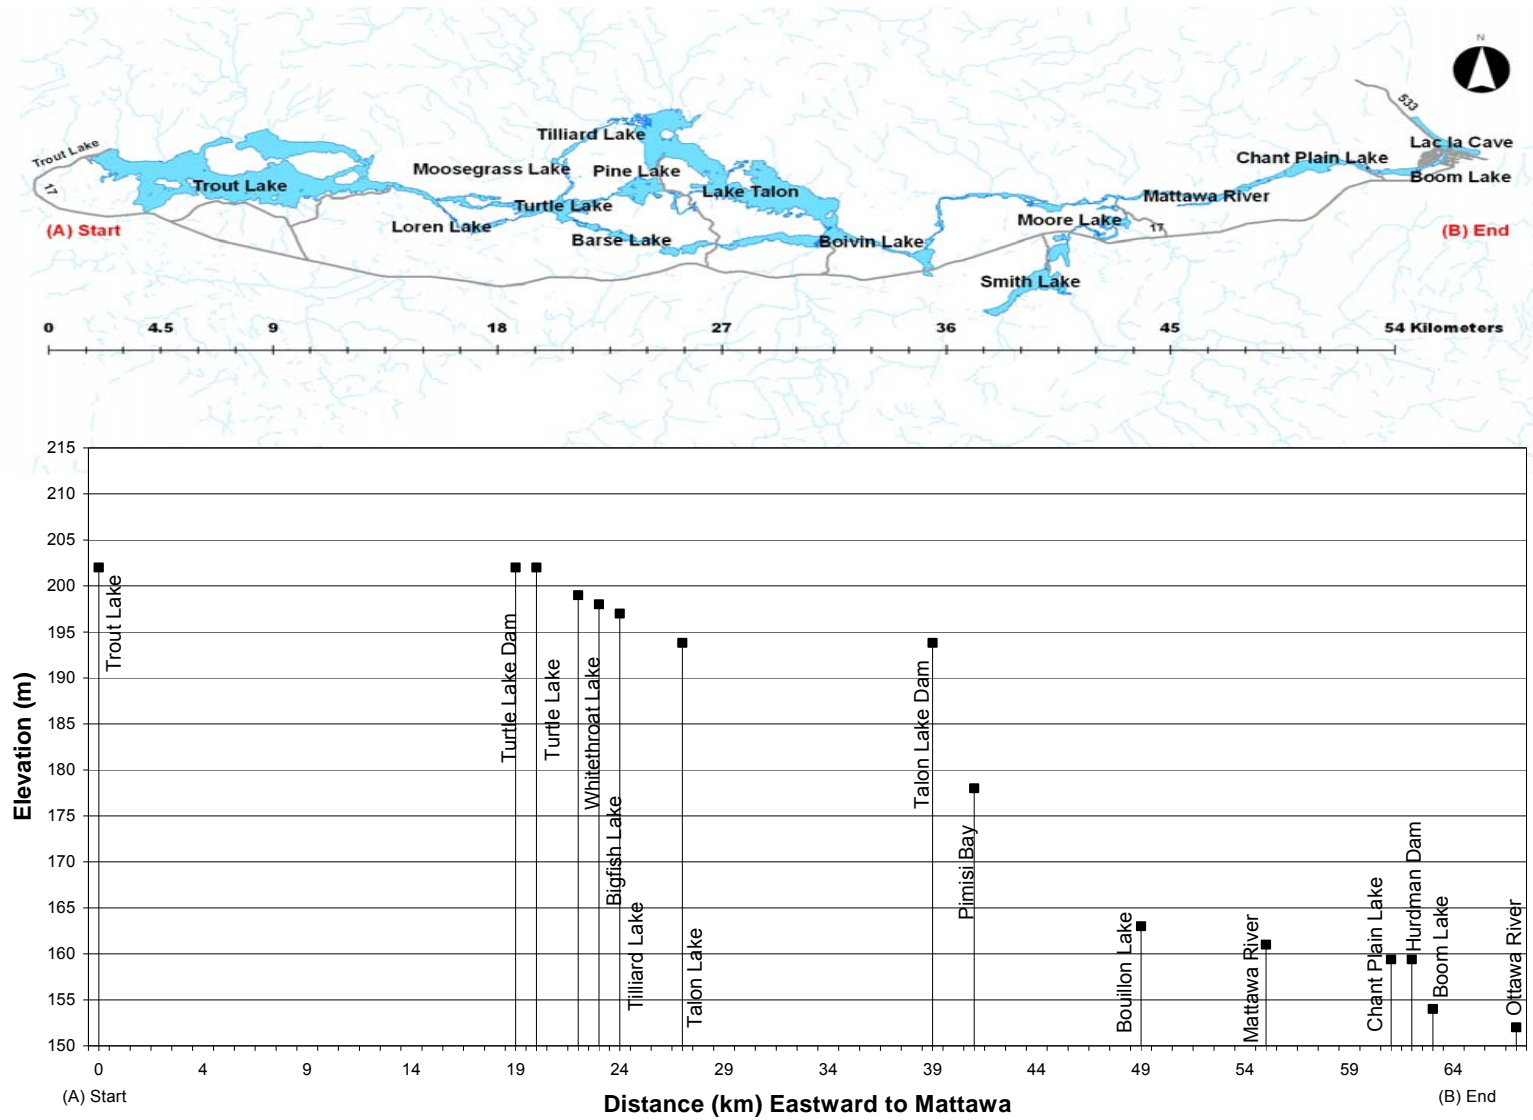 N
533
Lac la Cave
Tilliard Lake
Trout Lake
Chant Plain Lake
Moosegrass Lake
Pine Lake
Boom Lake
17
Trout Lake
Lake Talon
Mattawa River
Turtle Lake
Moore Lake
Loren Lake
(A) Start
17
(B) End
Barse Lake
Boivin Lake
Smith Lake
0 4.5 9 18 27 36 45 54 Kilometers
215
210
205
200
195
190
185
180
175
170
165
160
155
150
Elevation (m)
Trout Lake
Turtle Lake Dam
Turtle Lake
Whitethroat Lake
Bigfish Lake
Tilliard Lake
Talon Lake
Talon Lake Dam
Pimisi Bay
Bouillon Lake
Mattawa River
Chant Plain Lake
Hurdman Dam
Boom Lake
Ottawa River
0 4 9 14 19 24 29 34 39 44 49 54 59 64
(A) Start
(B) End
Distance (km) Eastward to Mattawa